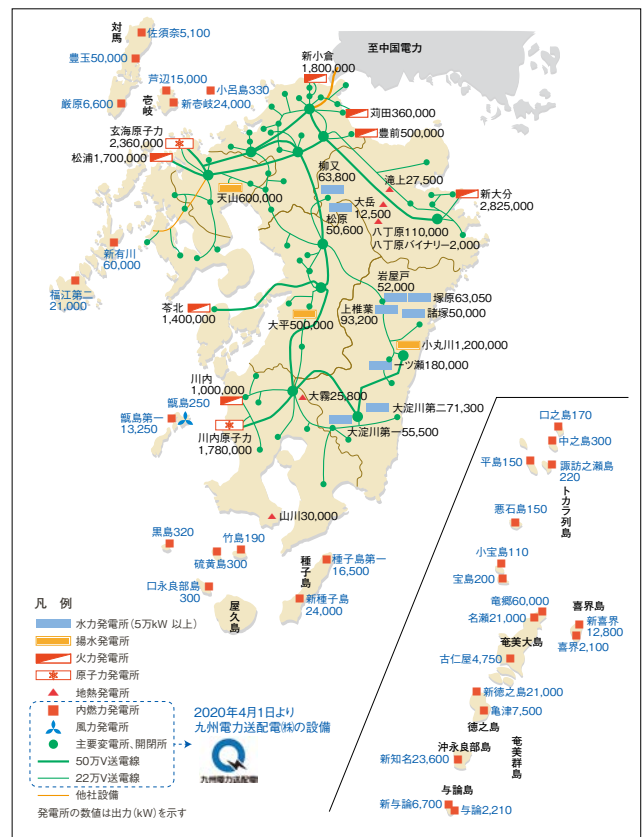 対馬
佐須奈5,100
豊玉50,000
芦辺15,000
小呂島330
厳原6,600
壱岐
新壱岐24,000
新小倉
1,800,000
至中国電力
玄海原子力
2,360,000
松浦1,700,000
苅田360,000
豊前500,000
柳又
63,800
滝上27,500
天山600,000
松原
50,600
大岳
12,500
新大分
2,825,000
八丁原110,000
八丁原バイナリー2,000
新有川
60,000
福江第二
21,000
岩屋戸
52,000
塚原63,050
上椎葉
93,200
諸塚50,000
苓北
1,400,000
大平500,000
小丸川1,200,000
一ツ瀬180,000
川内
1,000,000
大霧25,800
甑島250
甑島第一
13,250
大淀川第二71,300
大淀川第一55,500
川内原子力
1,780,000
山川30,000
黒島320
竹島190
硫黄島300
口永良部島
300
屋久島
種子島
種子島第一
16,500
新種子島
24,000
口之島170
中之島300
平島150
諏訪之瀬島
220
トカラ列島
悪石島150
小宝島110
宝島200
竜郷60,000
名瀬21,000
喜界島
新喜界
12,800
喜界2,100
奄美大島
古仁屋4,750
新徳之島21,000
亀津7,500
徳之島
奄美群島
沖永良部島
新知名23,600
与論島
新与論6,700
与論2,210
凡 例
水力発電所(5万kW 以上)
揚水発電所
火力発電所
原子力発電所
地熱発電所
内燃力発電所
風力発電所
主要変電所、開閉所
50万V送電線
22万V送電線
他社設備
発電所の数値は出力(kW)を示す
2020年4月1日より
九州電力送配電㈱の設備
九州電力送配電